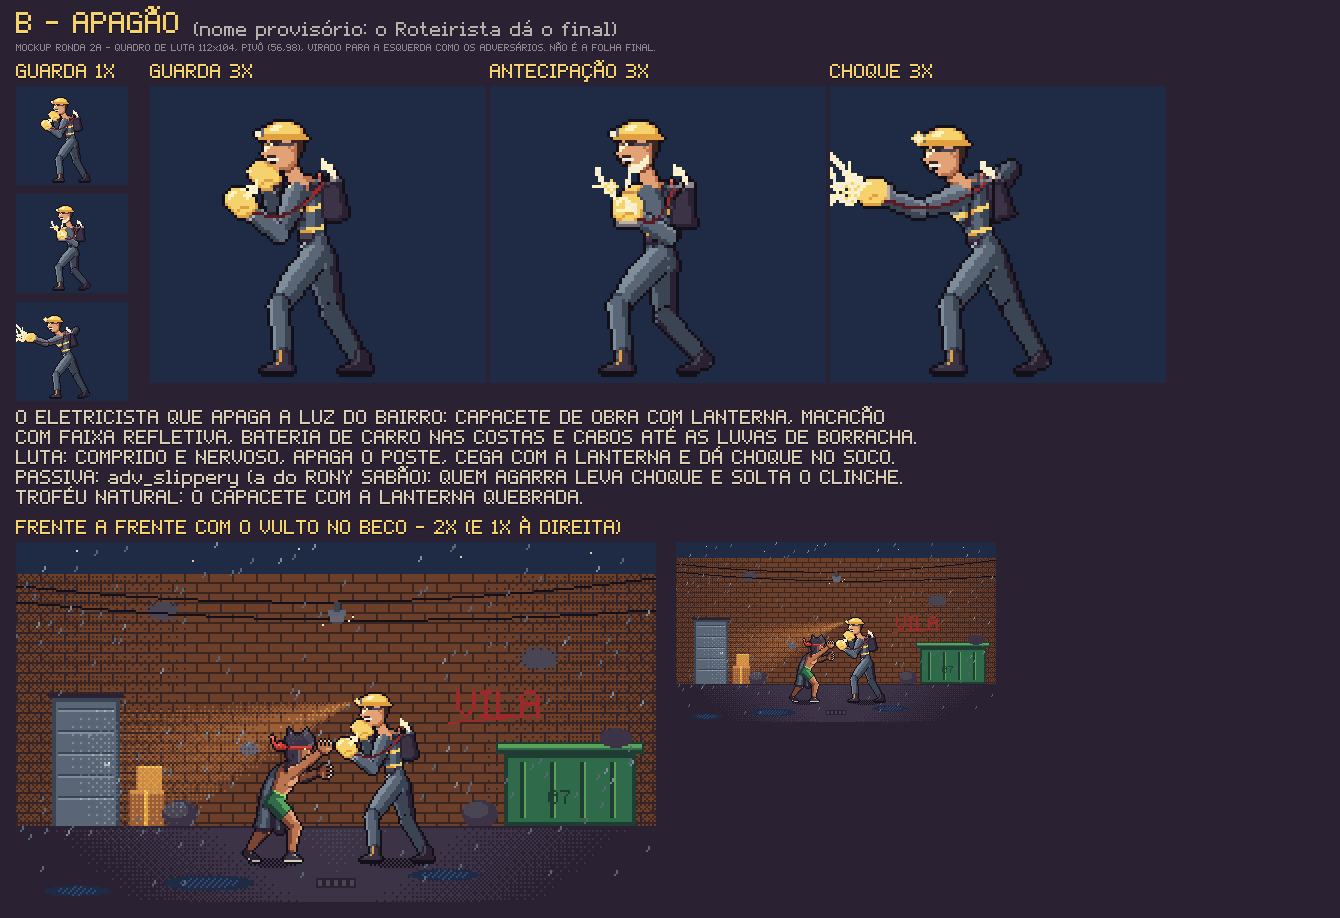 B - APAGÃO (nome provisório: o Roteirista dá o final)
MOCKUP RONDA 2A - QUADRO DE LUTA 112x104, PIVÔ (56,98), VIRADO PARA A ESQUERDA COMO OS ADVERSÁRIOS. NÃO É A FOLHA FINAL.
GUARDA 1X GUARDA 3X ANTECIPAÇÃO 3X CHOQUE 3X
O ELETRICISTA QUE APAGA A LUZ DO BAIRRO: CAPACETE DE OBRA COM LANTERNA, MACACÃO
COM FAIXA REFLETIVA, BATERIA DE CARRO NAS COSTAS E CABOS ATÉ AS LUVAS DE BORRACHA.
LUTA: COMPRIDO E NERVOSO, APAGA O POSTE, CEGA COM A LANTERNA E DÁ CHOQUE NO SOCO.
PASSIVA: adv_slippery (a do RONY SABÃO): QUEM AGARRA LEVA CHOQUE E SOLTA O CLINCHE.
TROFÉU NATURAL: O CAPACETE COM A LANTERNA QUEBRADA.
FRENTE A FRENTE COM O VULTO NO BECO - 2X (E 1X À DIREITA)
VILA
07
VILA
07